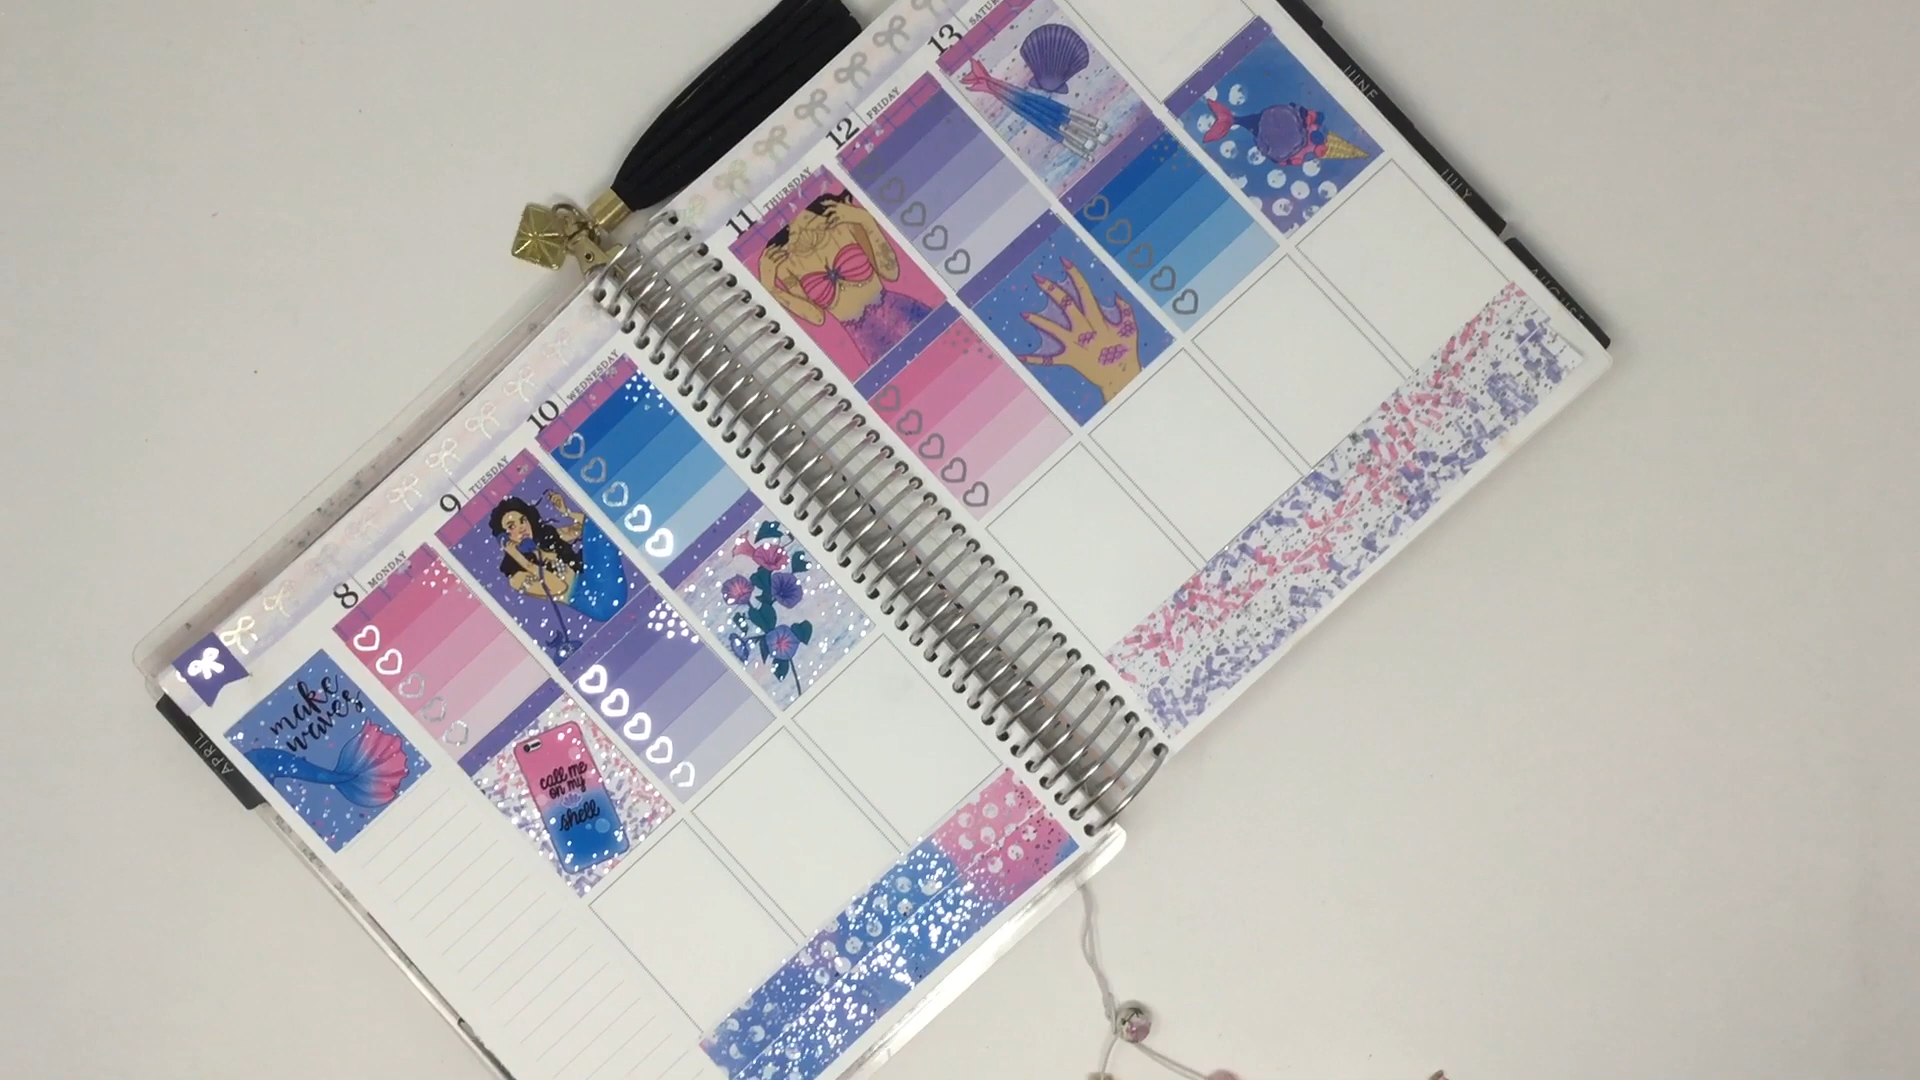 8 MONDAY
9 TUESDAY
10 WEDNESDAY
11 THURSDAY
12 FRIDAY
13
make
waves
call me
on my
shell
APRIL
JUNE
JULY
AUGUST